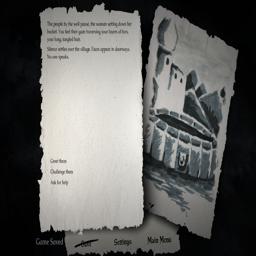 The people by the well pause, the woman setting down her
bucket. You feel their gaze traversing your beard of furs,
your long, tangled hair.
Silence settles over the village. Faces appear in doorways.
No one speaks.
Greet them
Challenge them
Ask for help
Game Saved
Settings
Main Menu